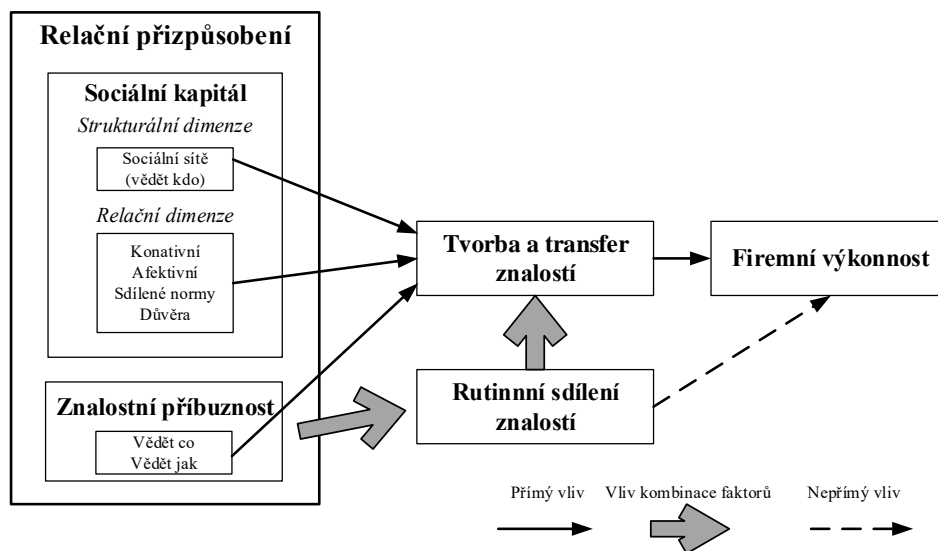 Relační přizpůsobení
Sociální kapitál
Strukturální dimenze
Sociální sítě
(vědět kdo)
Relační dimenze
Konativní
Afektivní
Sdílené normy
Důvěra
Znalostní příbuznost
Vědět co
Vědět jak
Tvorba a transfer
znalostí
Firemní výkonnost
Rutinnní sdílení
znalostí
Přímý vliv
Vliv kombinace faktorů
Nepřímý vliv